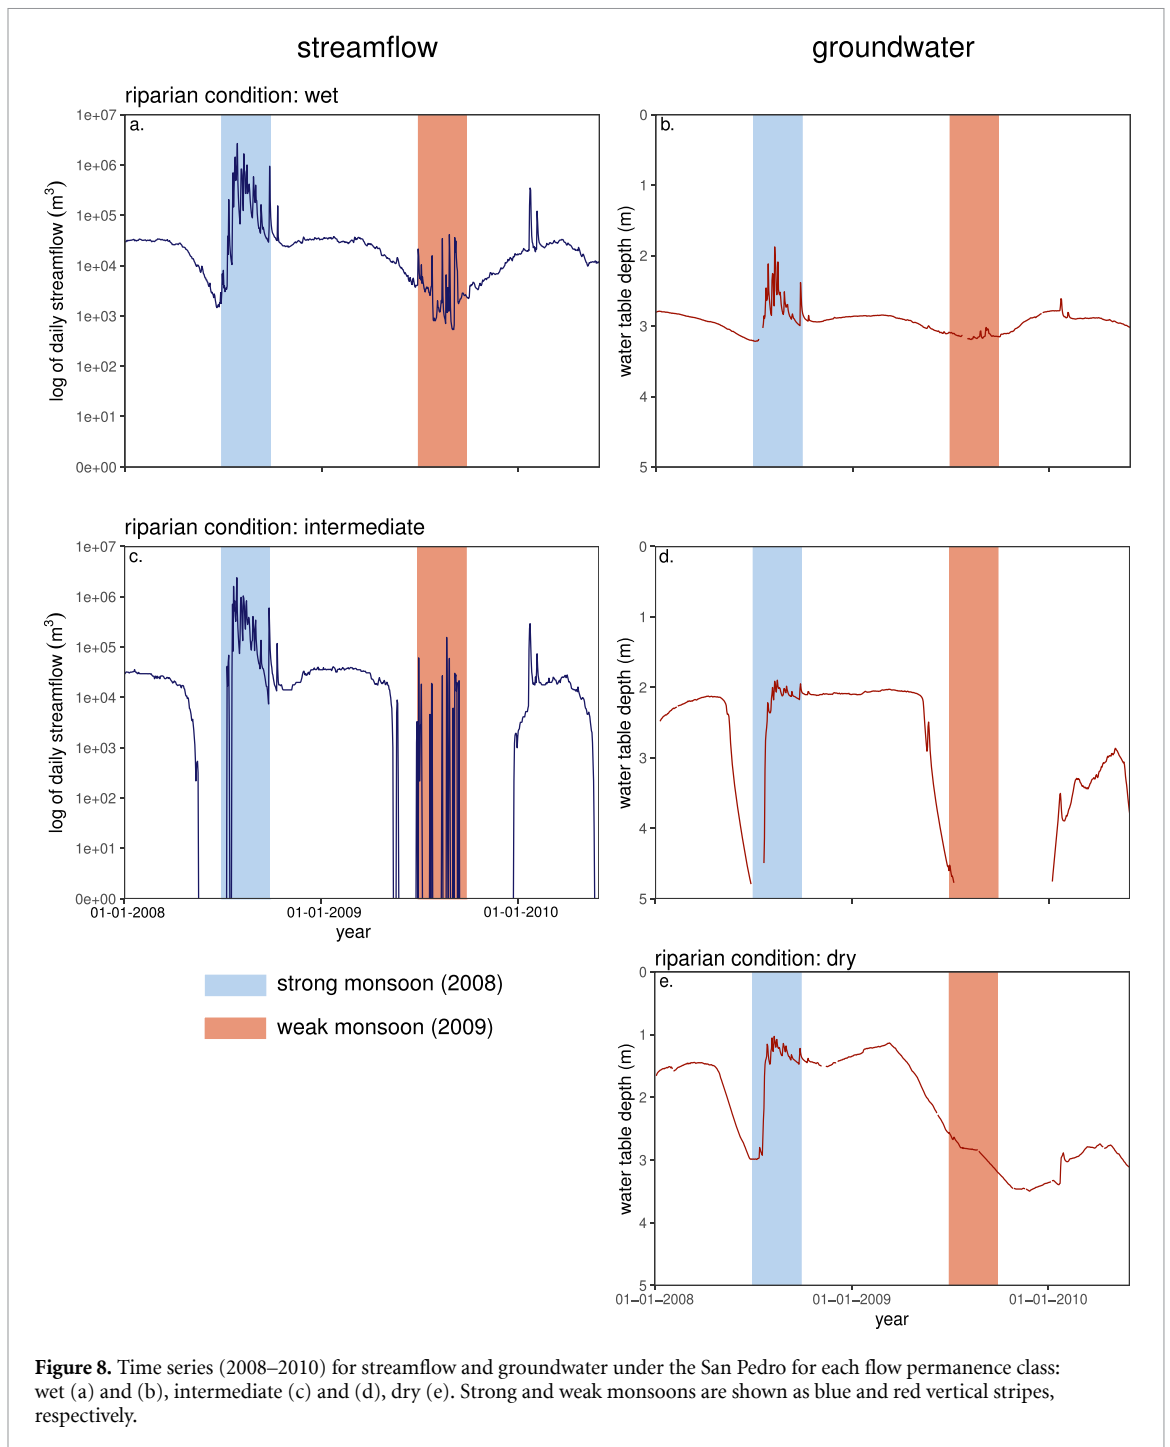 streamflow
groundwater
riparian condition: wet
a.
1e+07
1e+06
1e+05
1e+04
1e+03
1e+02
1e+01
0e+00
log of daily streamflow (m³)
b.
0
1
2
3
4
5
water table depth (m)
riparian condition: intermediate
c.
1e+07
1e+06
1e+05
1e+04
1e+03
1e+02
1e+01
0e+00
log of daily streamflow (m³)
01-01-2008
01-01-2009
01-01-2010
year
d.
0
1
2
3
4
5
water table depth (m)
strong monsoon (2008)
weak monsoon (2009)
riparian condition: dry
e.
0
1
2
3
4
5
water table depth (m)
01–01–2008
01–01–2009
01–01–2010
year
Figure 8. Time series (2008–2010) for streamflow and groundwater under the San Pedro for each flow permanence class:
wet (a) and (b), intermediate (c) and (d), dry (e). Strong and weak monsoons are shown as blue and red vertical stripes,
respectively.